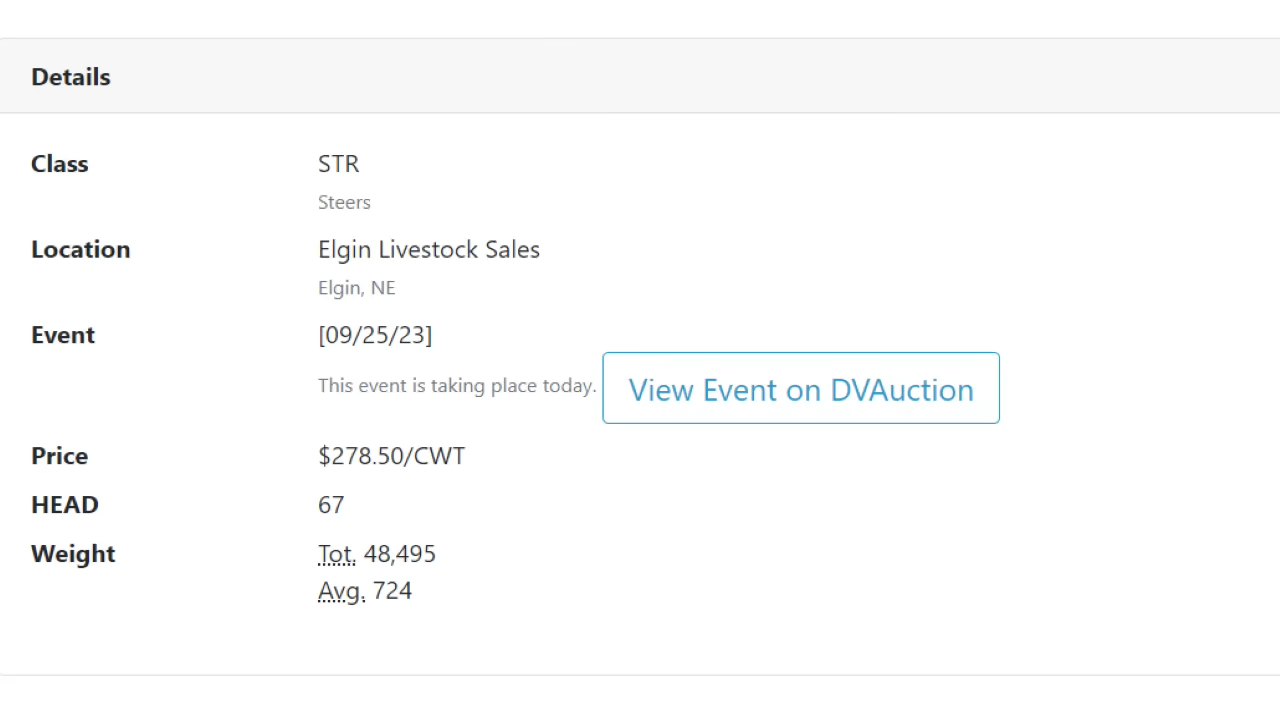 Details
Class STR
Steers
Location Elgin Livestock Sales
Elgin, NE
Event [09/25/23]
This event is taking place today. View Event on DVAuction
Price $278.50/CWT
HEAD 67
Weight Tot. 48,495
Avg. 724